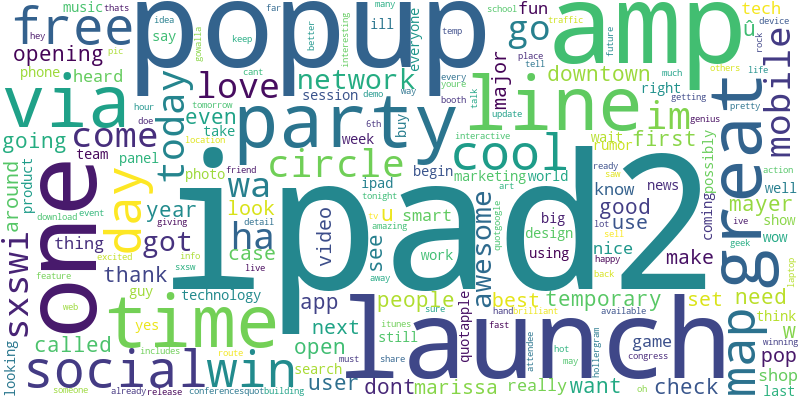 music thats
hey
free
opening
phone heard
pic
popup
idea
say
far
gowalla
keep
many
ill
better
temp
interesting
everyone
school
fun
go
traffic
place
tell
future
tech
û
rock
device
amp
via
going
hour
doe
team
come
today
love
even
take
photo
network
session
demo
way
cant
every
youre
booth
buy
week
6th
tomorrow
location
party
line
major
talk
update
downtown
right
much
getting
genius
im
first
wait
rumor
life
others
pretty
mobile
one
panel
circle
cool
interactive
marketing
world
begin
ipad
friend
tonight
art
ready
saw
know
news
possibly
coming
great
action
well
mayer
show
wow
ive
geek
laptop
around
product
sxswi
looking
download
event
thing
feature
web
excited
day
year
got
thank
guy
giving
wa
look
ha
case
info
detail
sxsw
live
technology
yes
ipad2
video
see
u
tv
amazing
away
smart
work
awesome
quotgoogle
big
design
using
lot
sell
happy
back
good
use
nice
make
time
called
social
win
includes
route
already
release
someone
conferencesquotbuilding
app
next
open
search
user
must
share
people
still
itunes
sure
dont
launch
quotapple
best
hand
brilliant
fast
attendee
temporary
available
hot
may
hollergram
game
congress
set
oh
marissa
really
want
check
map
need
think
w
winning
pop
shop
last